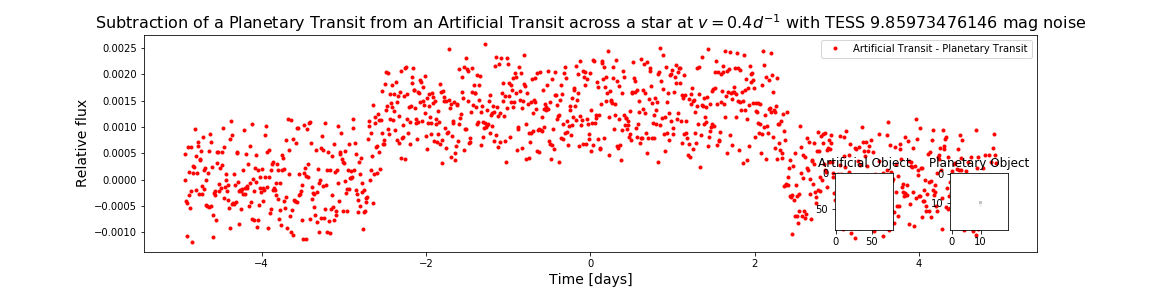 Subtraction of a Planetary Transit from an Artificial Transit across a star at v = 0.4d⁻¹ with TESS 9.85973476146 mag noise
Relative flux
0.0025
0.0020
0.0015
0.0010
0.0005
0.0000
−0.0005
−0.0010
Artificial Transit - Planetary Transit
Artificial Object
0
50
0 50
Planetary Object
0
10
0 10
−4 −2 0 2 4
Time [days]